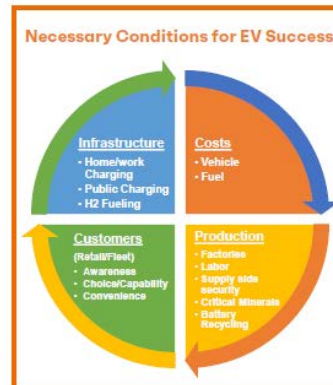 Necessary Conditions for EV Success
Infrastructure
• Home/work
Charging
• Public Charging
• H2 Fueling
Costs
• Vehicle
• Fuel
Customers
(Retail/Fleet)
• Awareness
• Choice/Capability
• Convenience
Production
• Factories
• Labor
• Supply side
security
• Critical Minerals
• Battery
Recycling